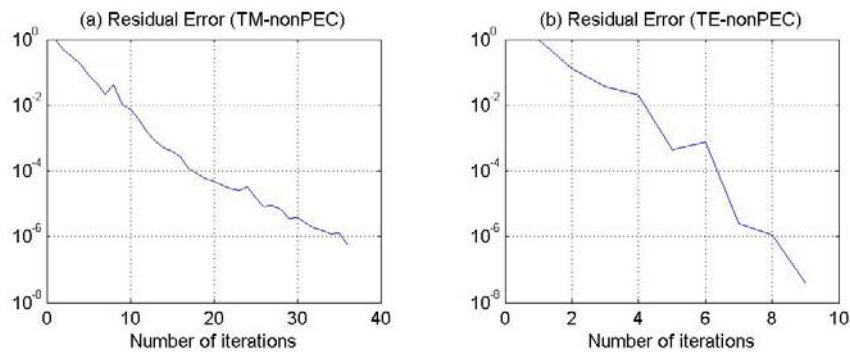 (a) Residual Error (TM-nonPEC)
10^0
10^-2
10^-4
10^-6
10^-8
0 10 20 30 40
Number of iterations
(b) Residual Error (TE-nonPEC)
10^0
10^-2
10^-4
10^-6
10^-8
0 2 4 6 8 10
Number of iterations